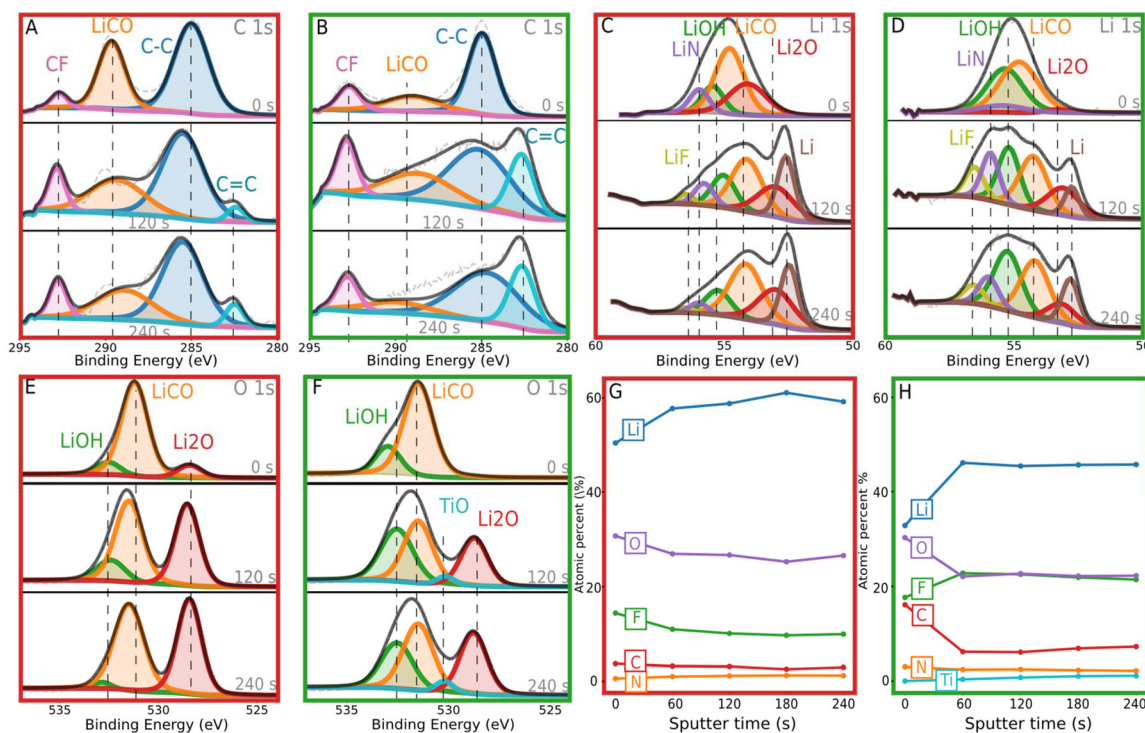 A
LiCO
C-C
C 1s
CF
0 s
C=C
120 s
240 s
295
290
285
280
Binding Energy (eV)
B
C 1s
CF
LiCO
0 s
C=C
120 s
240 s
295
290
285
280
Binding Energy (eV)
C
LiOH
LiCO
Li 1s
LiN
Li2O
0 s
LiF
Li
120 s
240 s
60
55
50
Binding Energy (eV)
D
LiOH
LiCO
Li 1s
LiN
Li2O
0 s
LiF
Li
120 s
240 s
60
55
50
Binding Energy (eV)
E
O 1s
LiCO
LiOH
Li2O
0 s
120 s
240 s
535
530
525
Binding Energy (eV)
F
O 1s
LiCO
LiOH
0 s
TiO
Li2O
120 s
240 s
535
530
525
Binding Energy (eV)
G
60
40
20
0
Atomic percent (\%)
Li
O
F
C
N
0
60
120
180
240
Sputter time (s)
H
60
40
20
0
Atomic percent %
Li
O
F
C
N
Ti
0
60
120
180
240
Sputter time (s)